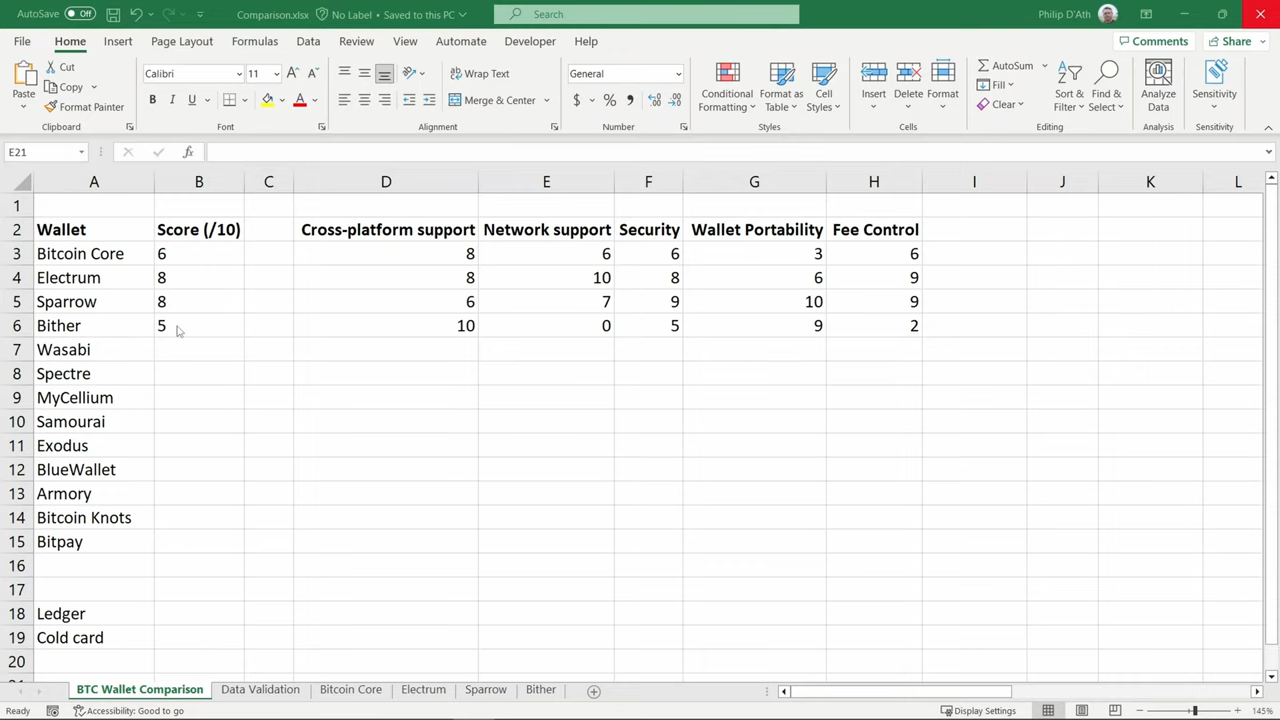 AutoSave Off Comparison.xlsx No Label • Saved to this PC Search Philip D'Ath
File Home Insert Page Layout Formulas Data Review View Automate Developer Help Comments Share
Paste Cut Copy Format Painter Clipboard
Calibri 11 B I U A Font
Wrap Text Merge & Center Alignment
General $ % Number
Conditional Formatting Format as Table Cell Styles Styles
Insert Delete Format Cells
AutoSum Fill Clear Sort & Filter Find & Select Editing
Analyze Data Analysis
Sensitivity Sensitivity
E21 fx
A B C D E F G H I J K L
1
2 Wallet Score (/10) Cross-platform support Network support Security Wallet Portability Fee Control
3 Bitcoin Core 6 8 6 6 3 6
4 Electrum 8 8 10 8 6 9
5 Sparrow 8 6 7 9 10 9
6 Bither 5 10 0 5 9 2
7 Wasabi
8 Spectre
9 MyCellium
10 Samourai
11 Exodus
12 BlueWallet
13 Armory
14 Bitcoin Knots
15 Bitpay
16
17
18 Ledger
19 Cold card
20
BTC Wallet Comparison Data Validation Bitcoin Core Electrum Sparrow Bither
Ready Accessibility: Good to go Display Settings 145%